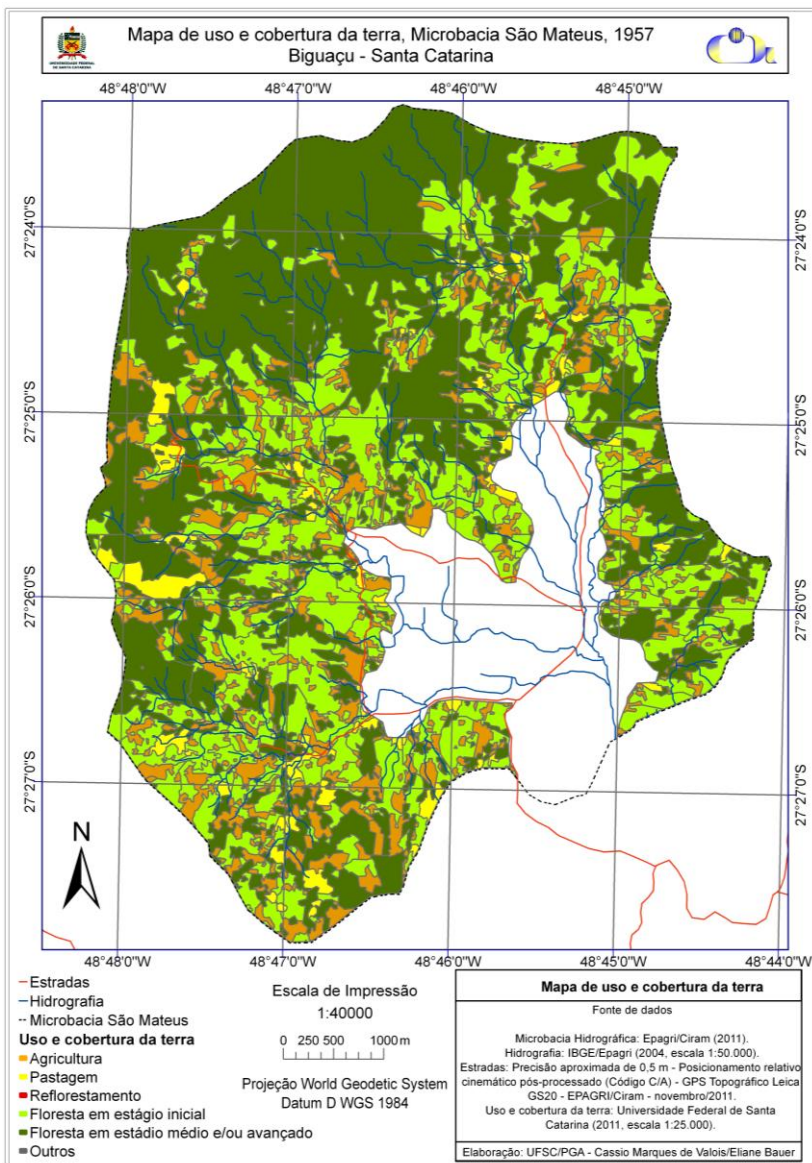 Mapa de uso e cobertura da terra, Microbacia São Mateus, 1957
Biguaçu - Santa Catarina
UNIVERSIDADE FEDERAL
DE SANTA CATARINA
48°48'0"W 48°47'0"W 48°46'0"W 48°45'0"W
27°24'0"S 27°24'0"S
27°25'0"S 27°25'0"S
27°26'0"S 27°26'0"S
27°27'0"S 27°27'0"S
N
48°48'0"W 48°47'0"W 48°46'0"W 48°45'0"W 48°44'0"W
Estradas
Hidrografia
Microbacia São Mateus
Uso e cobertura da terra
Agricultura
Pastagem
Reflorestamento
Floresta em estágio inicial
Floresta em estádio médio e/ou avançado
Outros
Escala de Impressão
1:40000
0 250 500 1000 m
Projeção World Geodetic System
Datum D WGS 1984
Mapa de uso e cobertura da terra
Fonte de dados
Microbacia Hidrográfica: Epagri/Ciram (2011).
Hidrografia: IBGE/Epagri (2004, escala 1:50.000).
Estradas: Precisão aproximada de 0,5 m - Posicionamento relativo
cinemático pós-processado (Código C/A) - GPS Topográfico Leica
GS20 - EPAGRI/Ciram - novembro/2011.
Uso e cobertura da terra: Universidade Federal de Santa
Catarina (2011, escala 1:25.000).
Elaboração: UFSC/PGA - Cassio Marques de Valois/Eliane Bauer